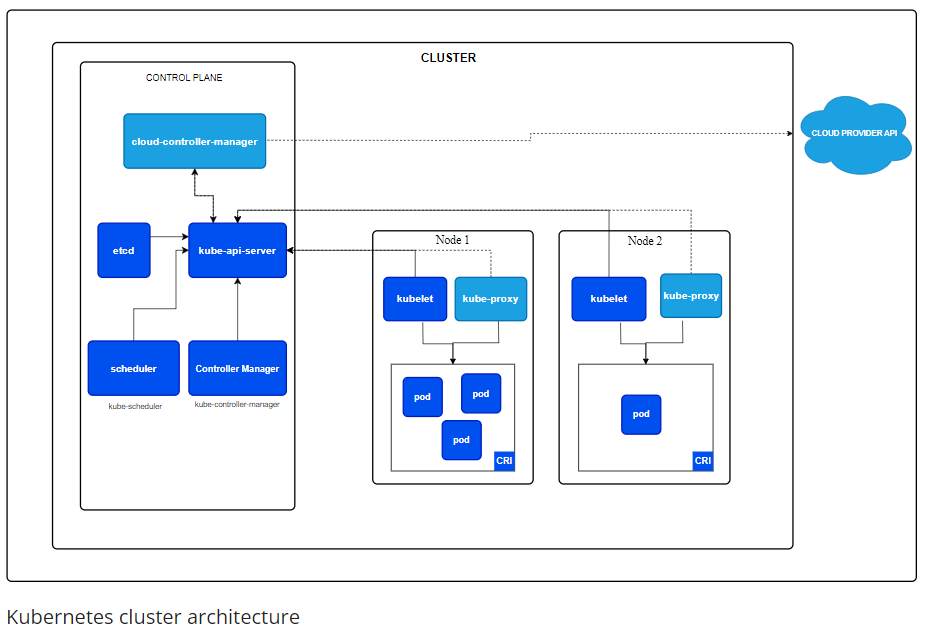 CLUSTER
CONTROL PLANE
cloud-controller-manager
CLOUD PROVIDER API
etcd
kube-api-server
scheduler
kube-scheduler
Controller Manager
kube-controller-manager
Node 1
kubelet
kube-proxy
pod
pod
pod
CRI
Node 2
kubelet
kube-proxy
pod
CRI
Kubernetes cluster architecture